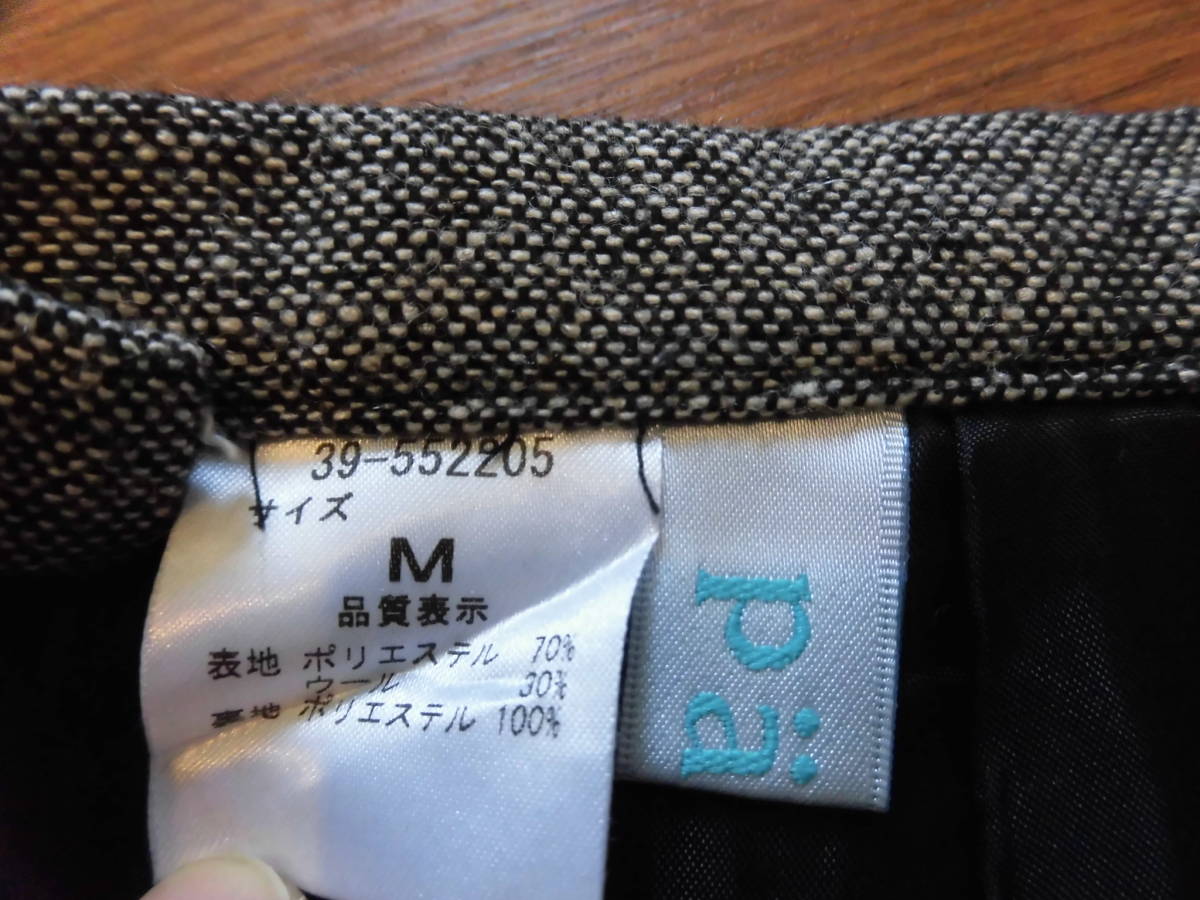 39-552205
サイズ
M
品質表示
表地 ポリエステル 70%
ウール 30%
裏地 ポリエステル 100%
pä